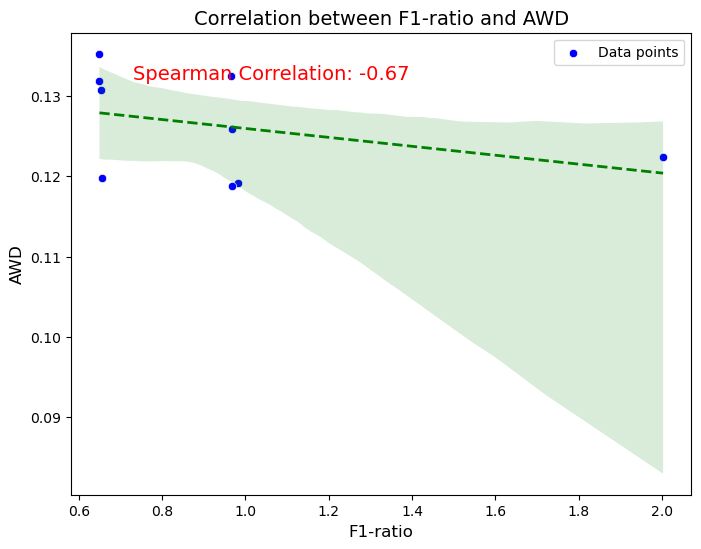 Correlation between F1-ratio and AWD
Spearman Correlation: -0.67
Data points
AWD
0.13
0.12
0.11
0.10
0.09
0.6
0.8
1.0
1.2
1.4
1.6
1.8
2.0
F1-ratio